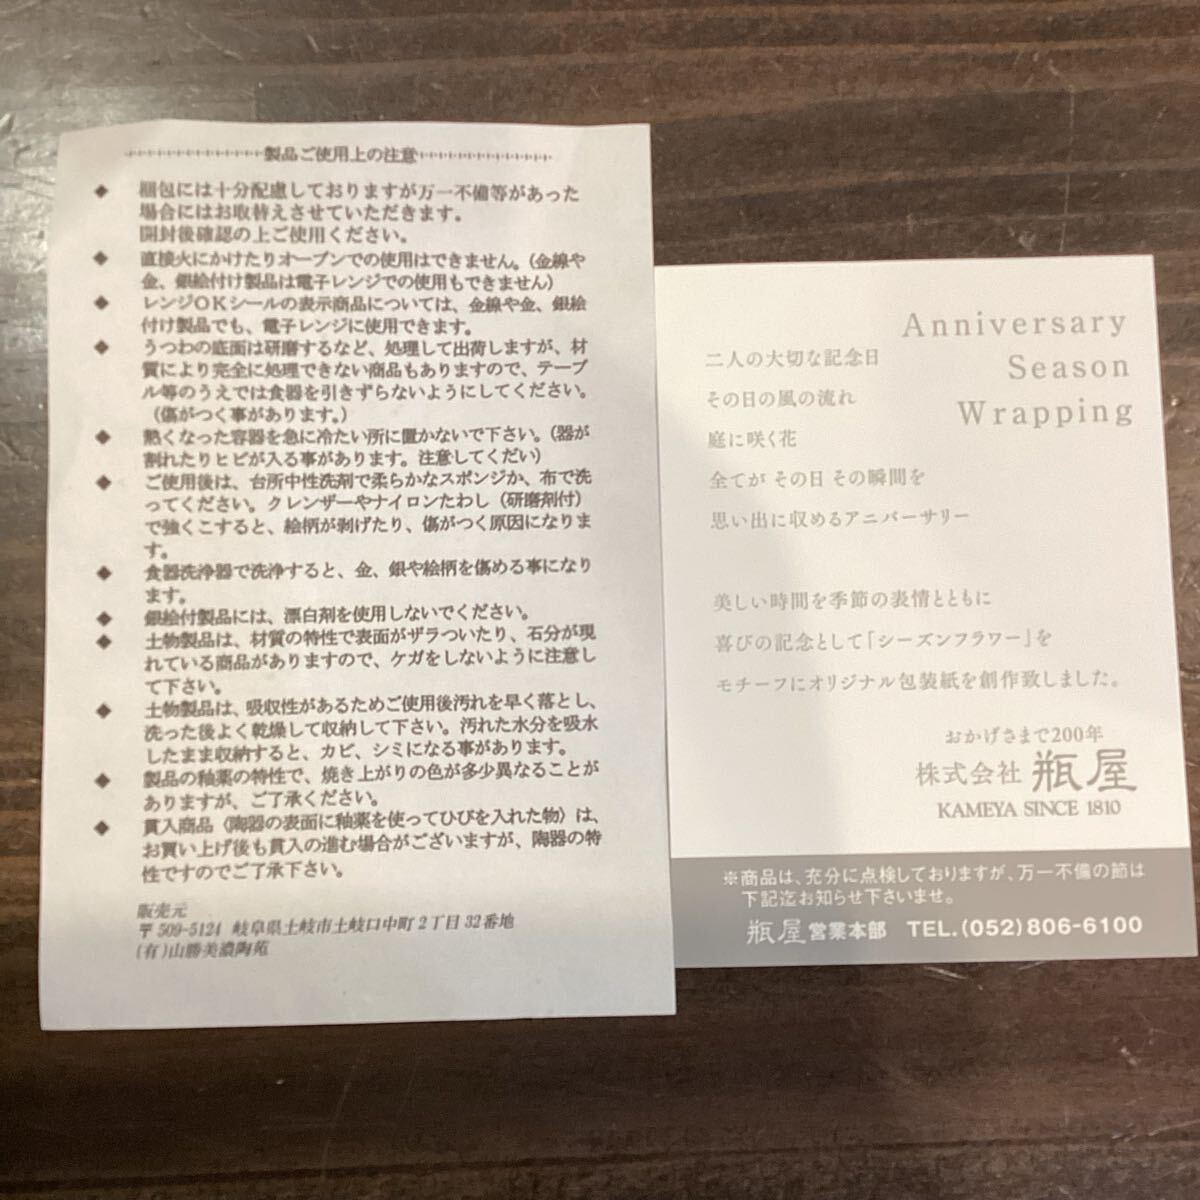 製品ご使用上の注意
◆ 梱包には十分配慮しておりますが万一不備等があった
場合にはお取替えさせていただきます。
開封後確認の上ご使用ください。
◆ 直接火にかけたりオーブンでの使用はできません。(金線や
金、銀絵付け製品は電子レンジでの使用もできません)
◆ レンジOKシールの表示商品については、金線や金、銀絵
付け製品でも、電子レンジに使用できます。
◆ うつわの底面は研磨するなど、処理して出荷しますが、材
質により完全に処理できない商品もありますので、テーブ
ル等のうえでは食器を引きずらないようにしてください。
(傷がつく事があります。)
◆ 熱くなった容器を急に冷たい所に置かないで下さい。(器が
割れたりヒビが入る事があります。注意してくだい)
◆ ご使用後は、台所中性洗剤で柔らかなスポンジか、布で洗
ってください。クレンザーやナイロンたわし(研磨剤付)
で強くこすると、絵柄が剥げたり、傷がつく原因になりま
す。
◆ 食器洗浄器で洗浄すると、金、銀や絵柄を傷める事になり
ます。
◆ 銀絵付製品には、漂白剤を使用しないでください。
◆ 土物製品は、材質の特性で表面がザラついたり、石分が現
れている商品がありますので、ケガをしないように注意し
て下さい。
◆ 土物製品は、吸収性があるためご使用後汚れを早く落とし、
洗った後よく乾燥して収納して下さい。汚れた水分を吸水
したまま収納すると、カビ、シミになる事があります。
◆ 製品の釉薬の特性で、焼き上がりの色が多少異なることが
ありますが、ご了承ください。
◆ 貫入商品〈陶器の表面に釉薬を使ってひびを入れた物〉は、
お買い上げ後も貫入の進む場合がございますが、陶器の特
性ですのでご了承下さい。
販売元
〒509-5124 岐阜県土岐市土岐口中町2丁目32番地
(有)山勝美濃陶苑
Anniversary
Season
Wrapping
二人の大切な記念日
その日の風の流れ
庭に咲く花
全てが その日 その瞬間を
思い出に収めるアニバーサリー
美しい時間を季節の表情とともに
喜びの記念として「シーズンフラワー」を
モチーフにオリジナル包装紙を創作致しました。
おかげさまで200年
株式会社 瓶屋
KAMEYA SINCE 1810
※商品は、充分に点検しておりますが、万一不備の節は
下記迄お知らせ下さいませ。
瓶屋 営業本部 TEL.(052)806-6100